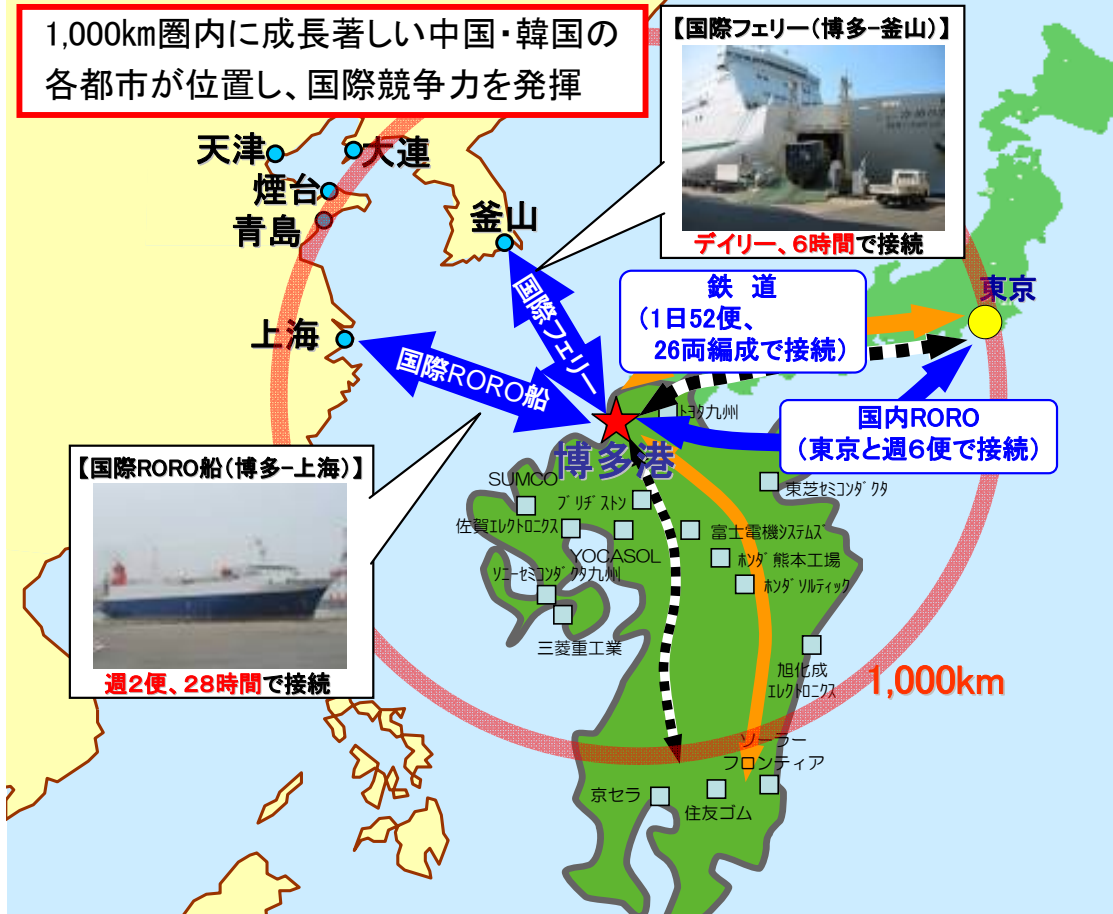 1,000km圏内に成長著しい中国・韓国の
各都市が位置し、国際競争力を発揮
【国際フェリー(博多-釜山)】
デイリー、6時間で接続
天津
大連
煙台
青島
釜山
上海
国際フェリー
国際RORO船
鉄 道
(1日52便、
26両編成で接続)
東京
国内RORO
(東京と週6便で接続)
トヨタ九州
博多港
【国際RORO船(博多-上海)】
週2便、28時間で接続
SUMCO
ブリヂストン
東芝セミコンダクタ
佐賀エレクトロニクス
YOCASOL
富士電機システムズ
ホンダ熊本工場
ソニーセミコンダクタ九州
ホンダソルティック
三菱重工業
旭化成
エレクトロニクス
1,000km
ソーラー
フロンティア
京セラ
住友ゴム